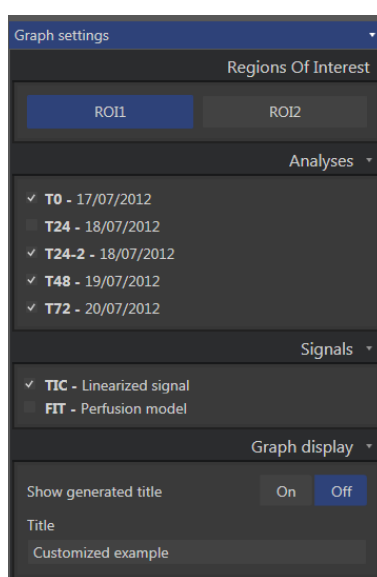 Graph settings
Regions Of Interest
ROI1 ROI2
Analyses
T0 - 17/07/2012
T24 - 18/07/2012
T24-2 - 18/07/2012
T48 - 19/07/2012
T72 - 20/07/2012
Signals
TIC - Linearized signal
FIT - Perfusion model
Graph display
Show generated title On Off
Title
Customized example